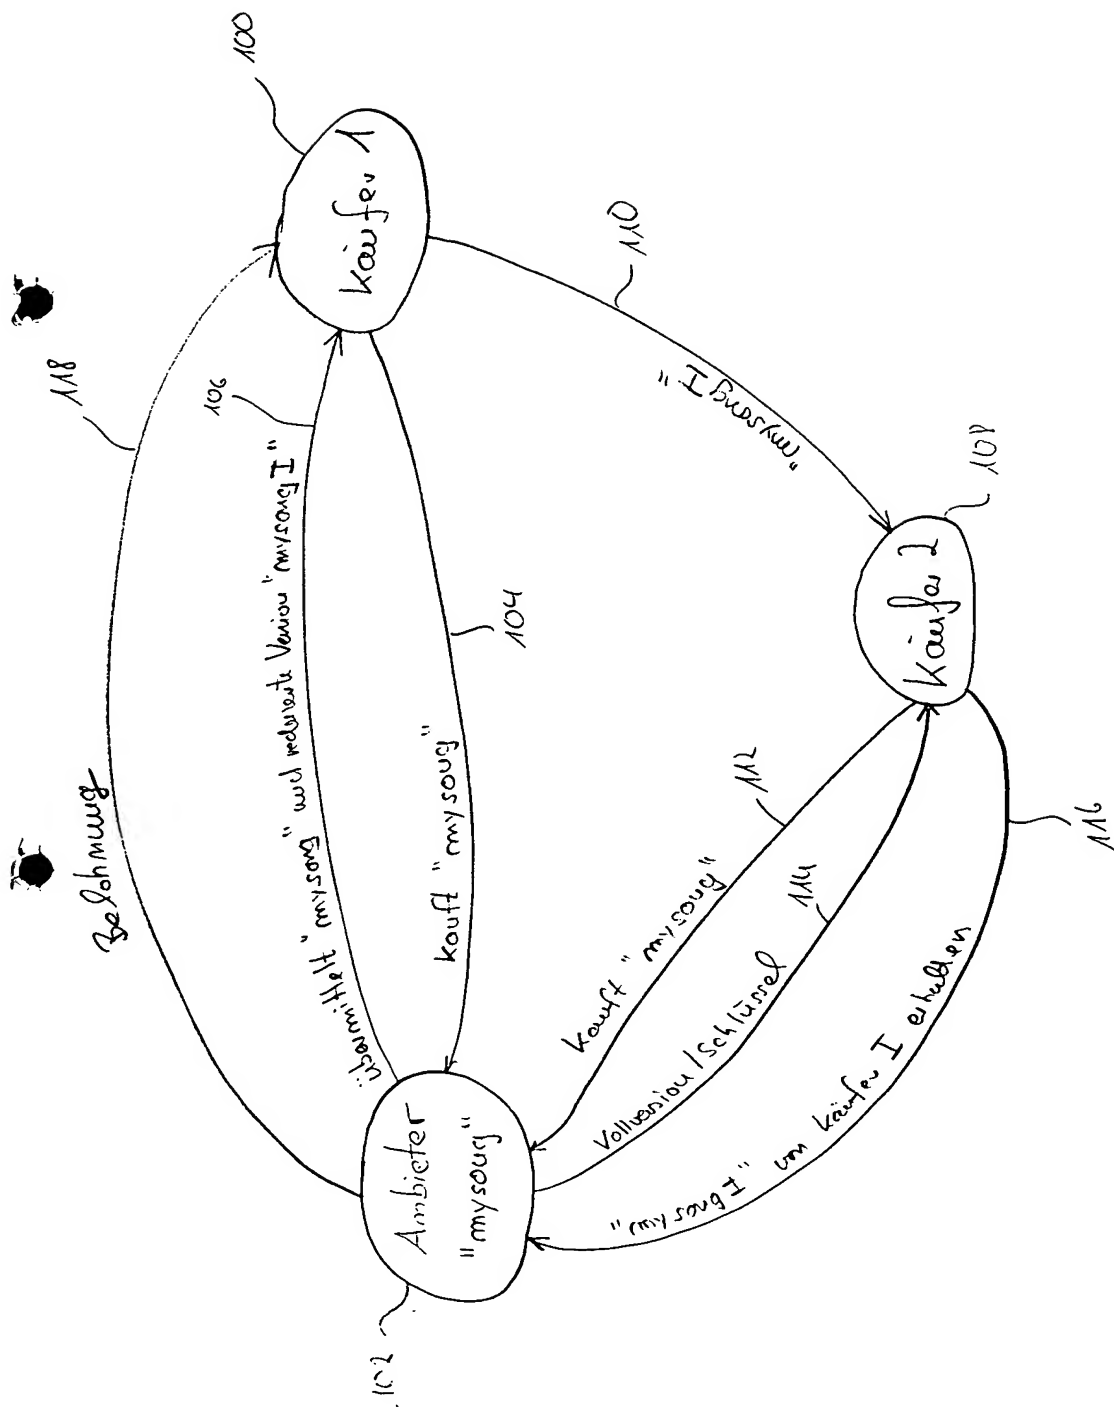 Belohnung
118
100
übermittelt "mysong" und reduzierte Version "mysong I"
106
Käufer 1
kauft "mysong"
104
102
Anbieter
"mysong"
110
"mysong I"
kauft "mysong"
112
Vollversion/Schlüssel
114
Käufer 2
108
"mysong I" von Käufer I erhalten
116